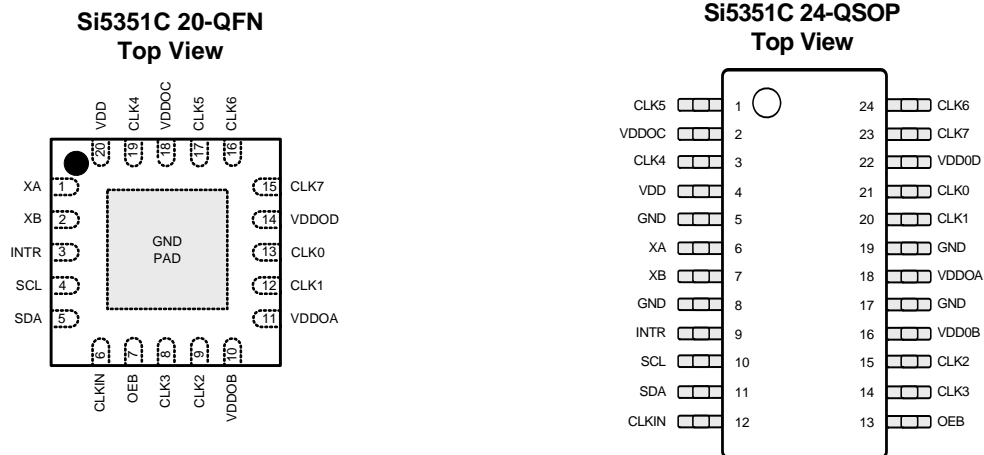 Si5351C 20-QFN
Top View
VDD
CLK4
VDDOC
CLK5
CLK6
20
19
18
17
16
XA 1
XB 2
INTR 3
SCL 4
SDA 5
GND
PAD
15 CLK7
14 VDDOD
13 CLK0
12 CLK1
11 VDDOA
6
7
8
9
10
CLKIN
OEB
CLK3
CLK2
VDDOB
Si5351C 24-QSOP
Top View
CLK5 1 24 CLK6
VDDOC 2 23 CLK7
CLK4 3 22 VDD0D
VDD 4 21 CLK0
GND 5 20 CLK1
XA 6 19 GND
XB 7 18 VDDOA
GND 8 17 GND
INTR 9 16 VDD0B
SCL 10 15 CLK2
SDA 11 14 CLK3
CLKIN 12 13 OEB